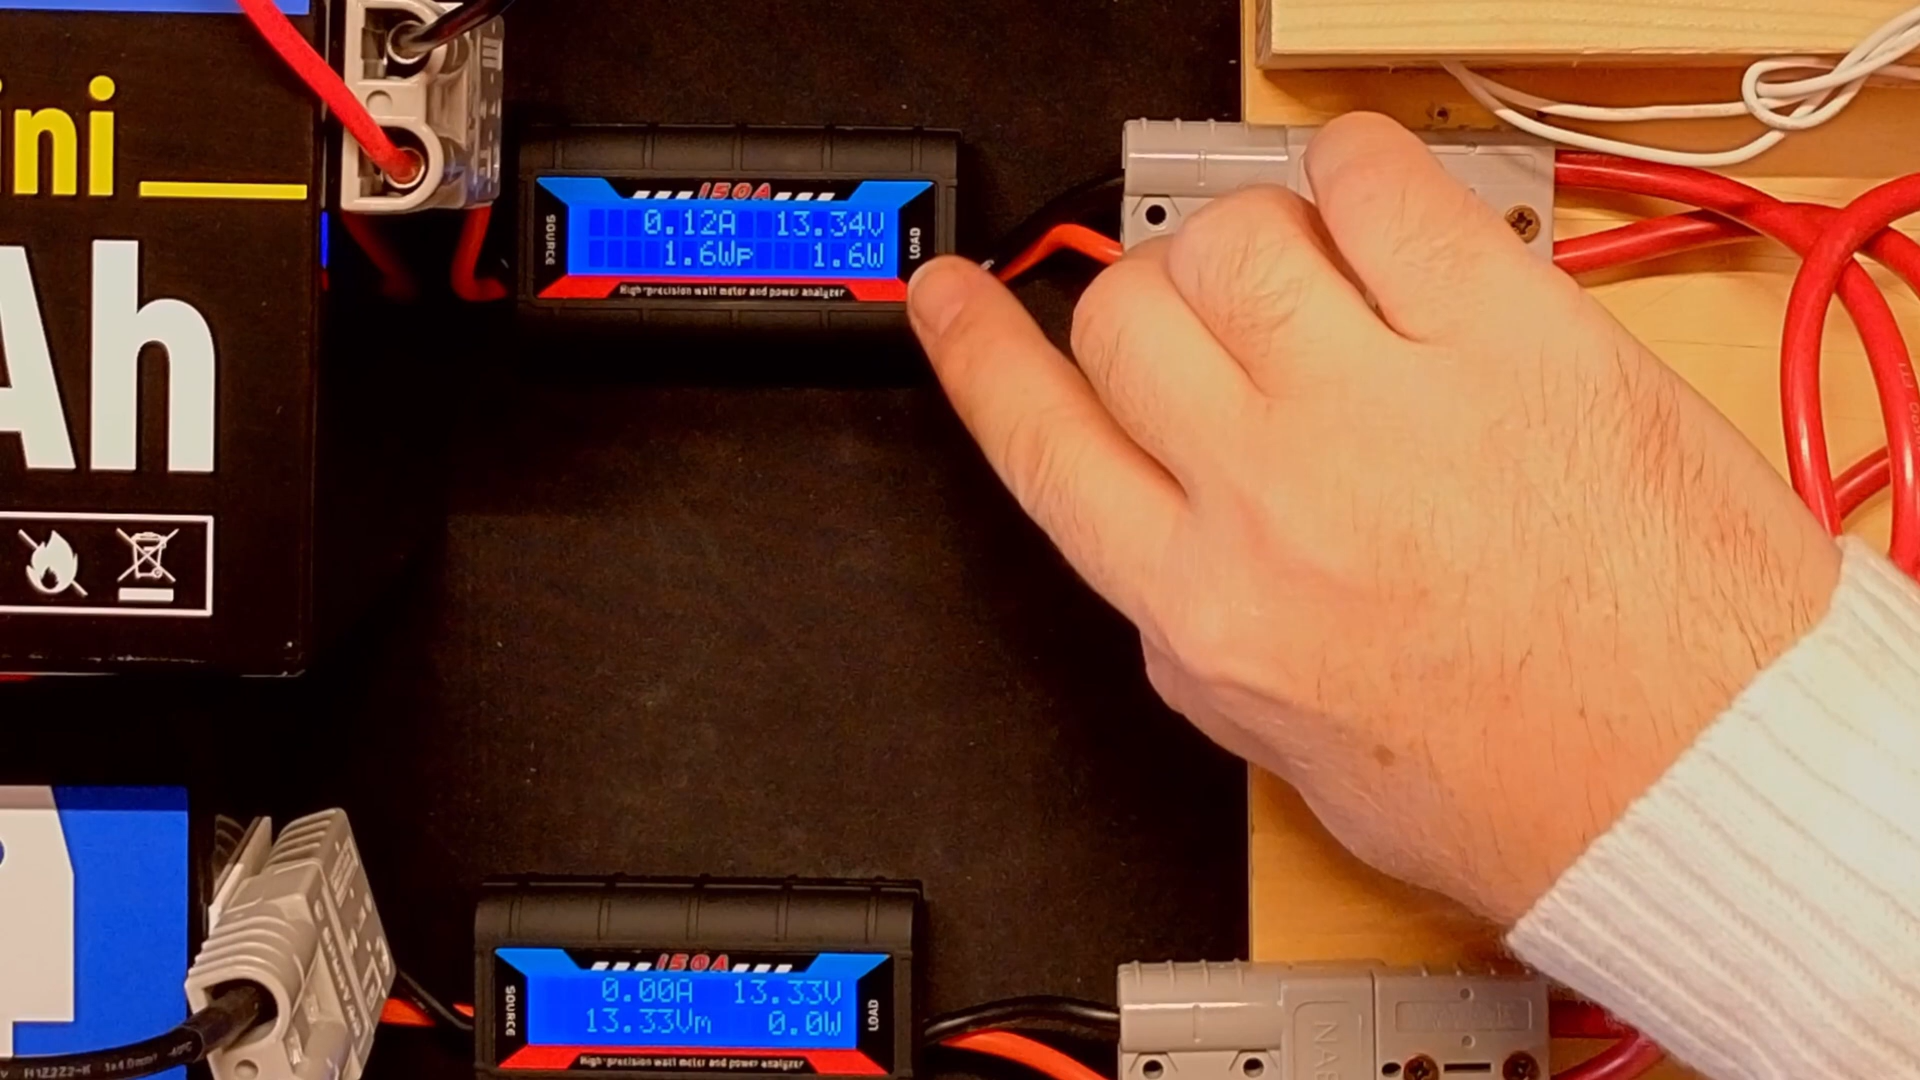 ini
Ah
150A
SOURCE
0.12A 13.34V
1.6Wp 1.6W
LOAD
High-precision watt meter and power analyzer
150A
SOURCE
0.00A 13.33V
13.33Vm 0.0W
LOAD
High-precision watt meter and power analyzer